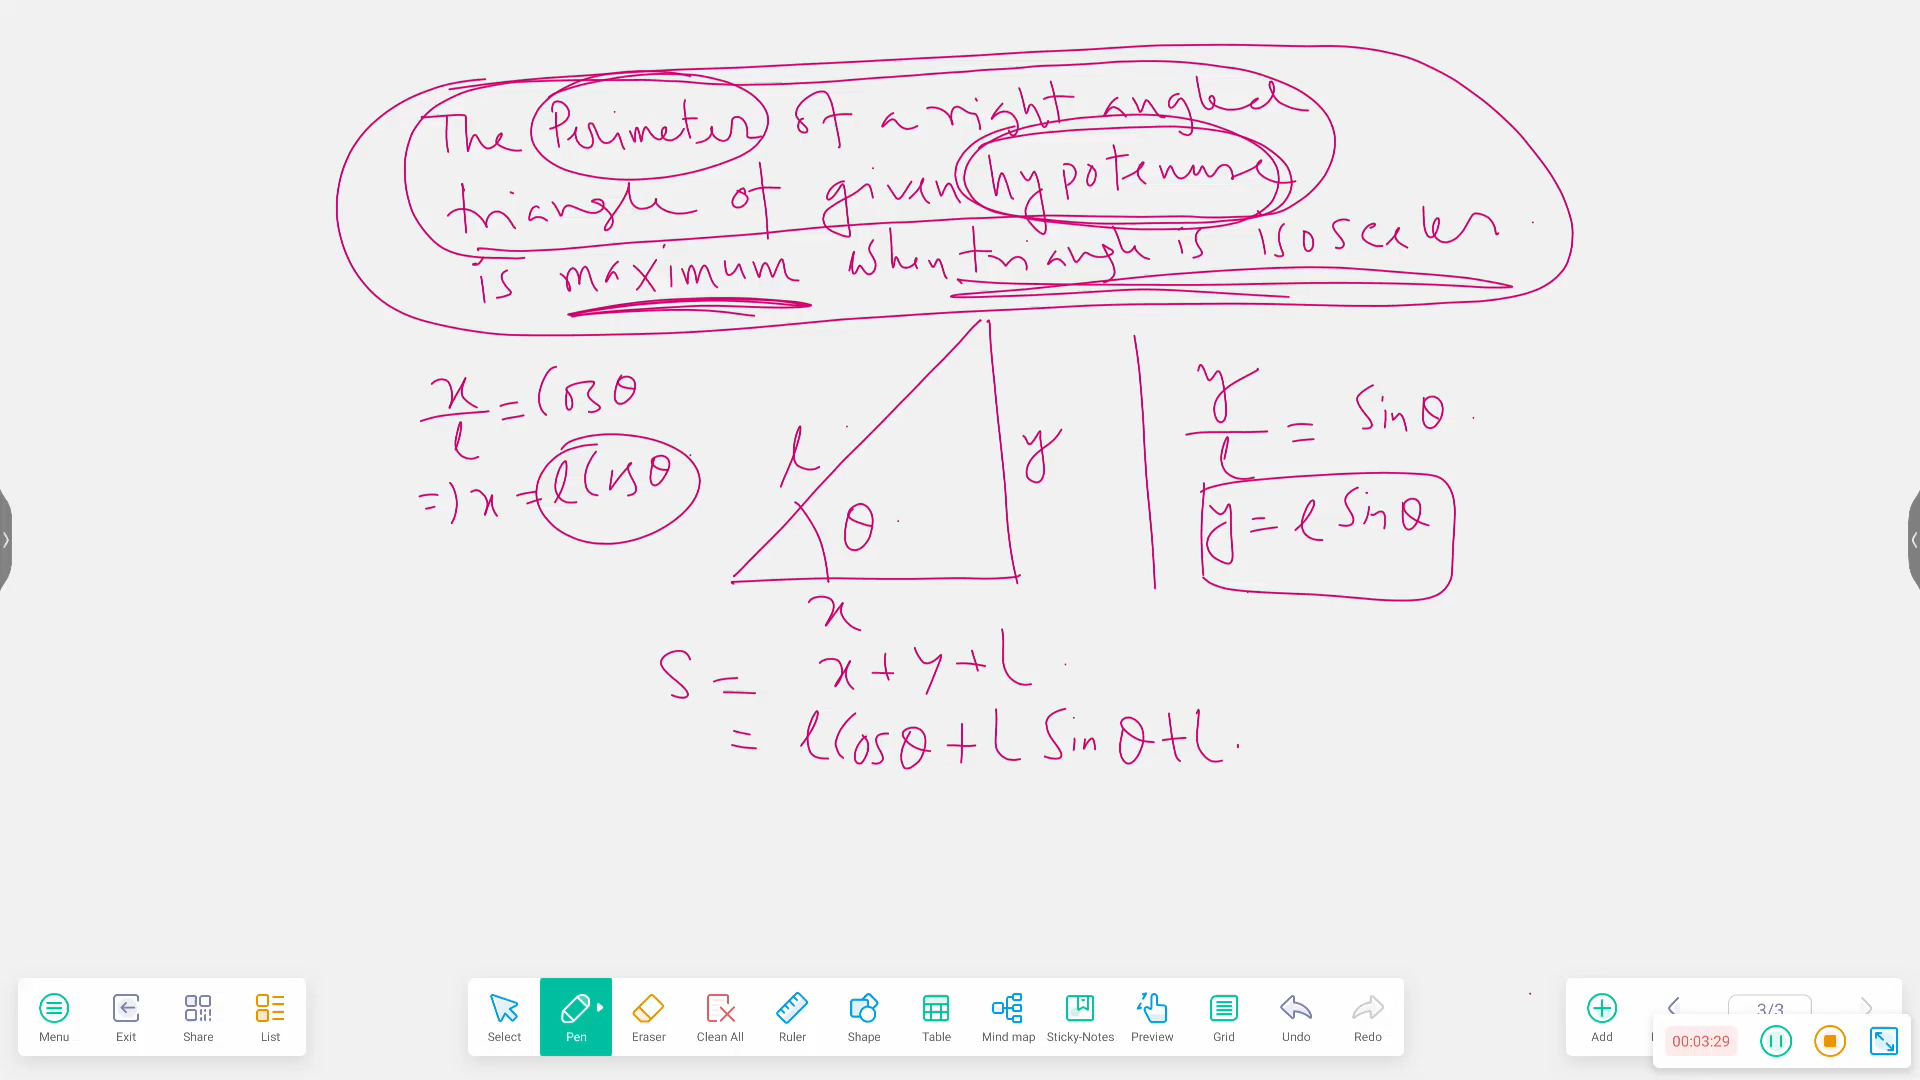 The Perimeter of a right angled
triangle of given hypotenuse
is maximum when triangle is isosceles
x/l = Cosθ
=) x = l Cosθ
l
θ
y
x
y/l = Sinθ
y = l Sinθ
S = x + y + l
= l Cosθ + l Sinθ + l
Menu
Exit
Share
List
Select
Pen
Eraser
Clean All
Ruler
Shape
Table
Mind map
Sticky-Notes
Preview
Grid
Undo
Redo
Add
3/3
00:03:29